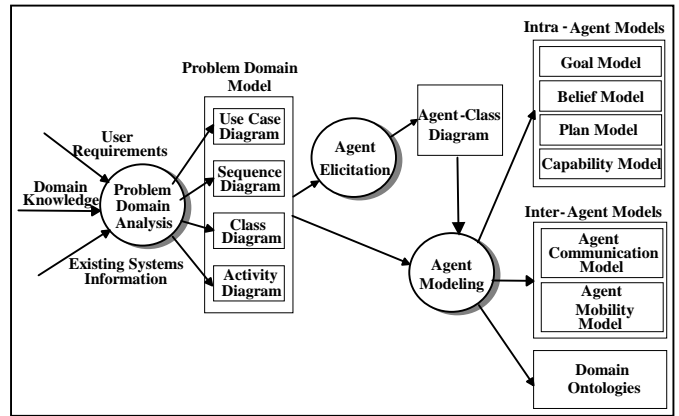 User
Requirements
Domain
Knowledge
Existing Systems
Information
Problem
Domain
Analysis
Problem Domain
Model
Use Case
Diagram
Sequence
Diagram
Class
Diagram
Activity
Diagram
Agent
Elicitation
Agent-Class
Diagram
Agent
Modeling
Intra - Agent Models
Goal Model
Belief Model
Plan Model
Capability Model
Inter-Agent Models
Agent
Communication
Model
Agent
Mobility
Model
Domain
Ontologies